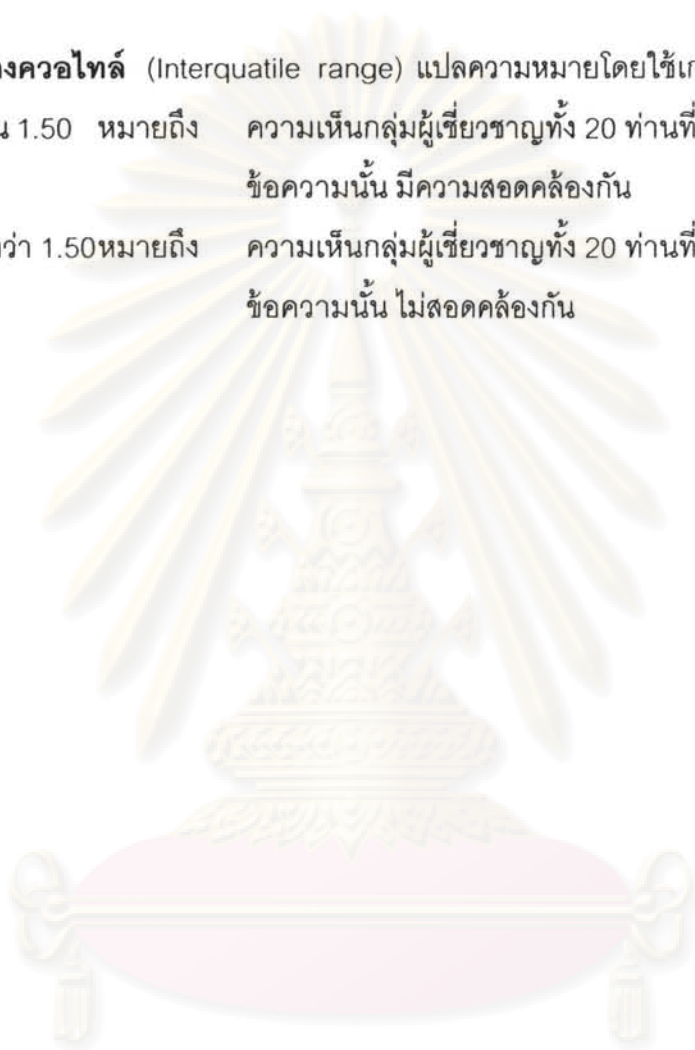 งควอไทล์ (Interquatile range) แปลความหมายโดยใช้เก
น 1.50 หมายถึง ความเห็นกลุ่มผู้เชี่ยวชาญทั้ง 20 ท่านที่
ข้อความนั้น มีความสอดคล้องกัน
ว่า 1.50หมายถึง ความเห็นกลุ่มผู้เชี่ยวชาญทั้ง 20 ท่านที่
ข้อความนั้น ไม่สอดคล้องกัน